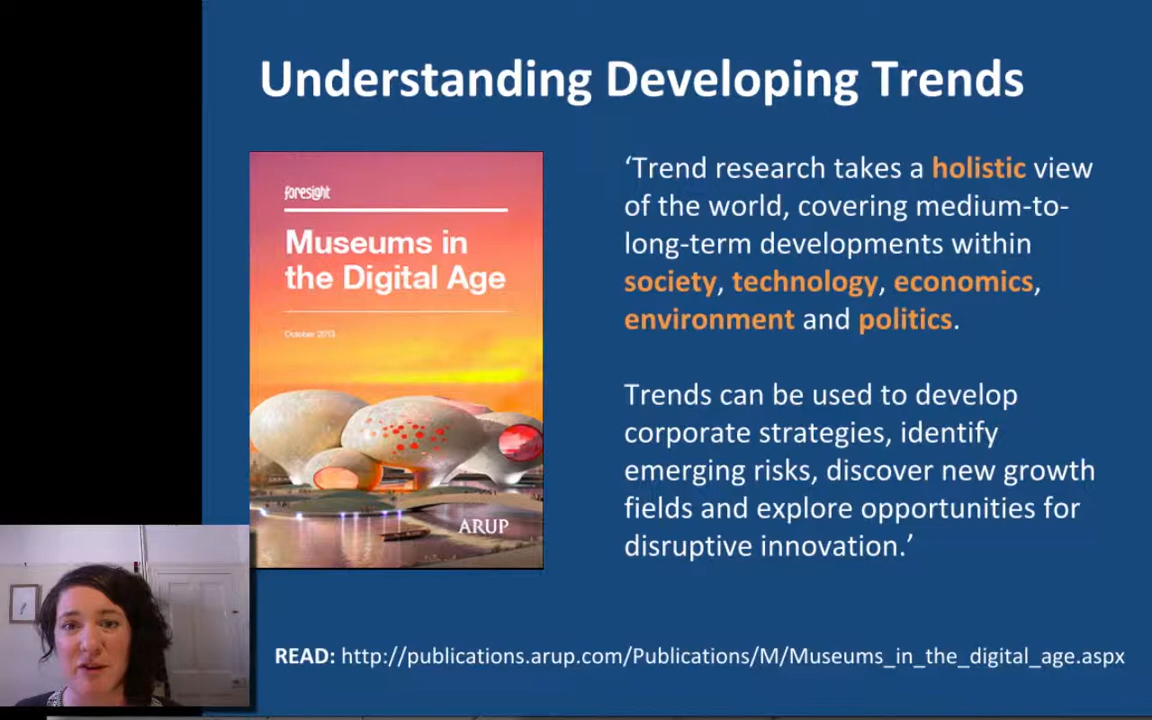 Understanding Developing Trends
foresight
Museums in
the Digital Age
October 2013
ARUP
‘Trend research takes a holistic view
of the world, covering medium-to-
long-term developments within
society, technology, economics,
environment and politics.
Trends can be used to develop
corporate strategies, identify
emerging risks, discover new growth
fields and explore opportunities for
disruptive innovation.’
READ: http://publications.arup.com/Publications/M/Museums_in_the_digital_age.aspx